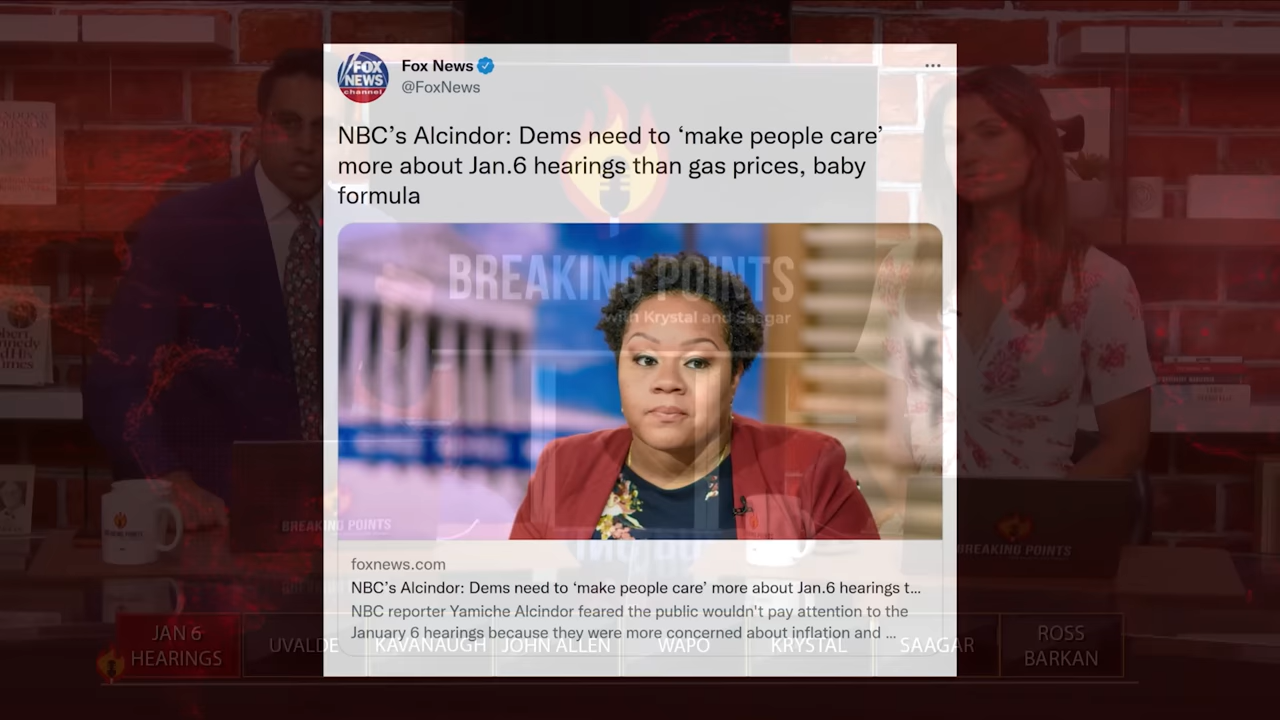 FOX
NEWS
channel
Fox News
@FoxNews
NBC’s Alcindor: Dems need to ‘make people care’
more about Jan.6 hearings than gas prices, baby
formula
BREAKING POINTS
with Krystal and Saagar
BREAKING POINTS
BREAKING POINTS
foxnews.com
NBC’s Alcindor: Dems need to ‘make people care’ more about Jan.6 hearings t...
NBC reporter Yamiche Alcindor feared the public wouldn't pay attention to the
January 6 hearings because they were more concerned about inflation and ...
JAN 6
HEARINGS
UVALDE
KAVANAUGH
JOHN ALLEN
WAPO
KRYSTAL
SAAGAR
ROSS
BARKAN